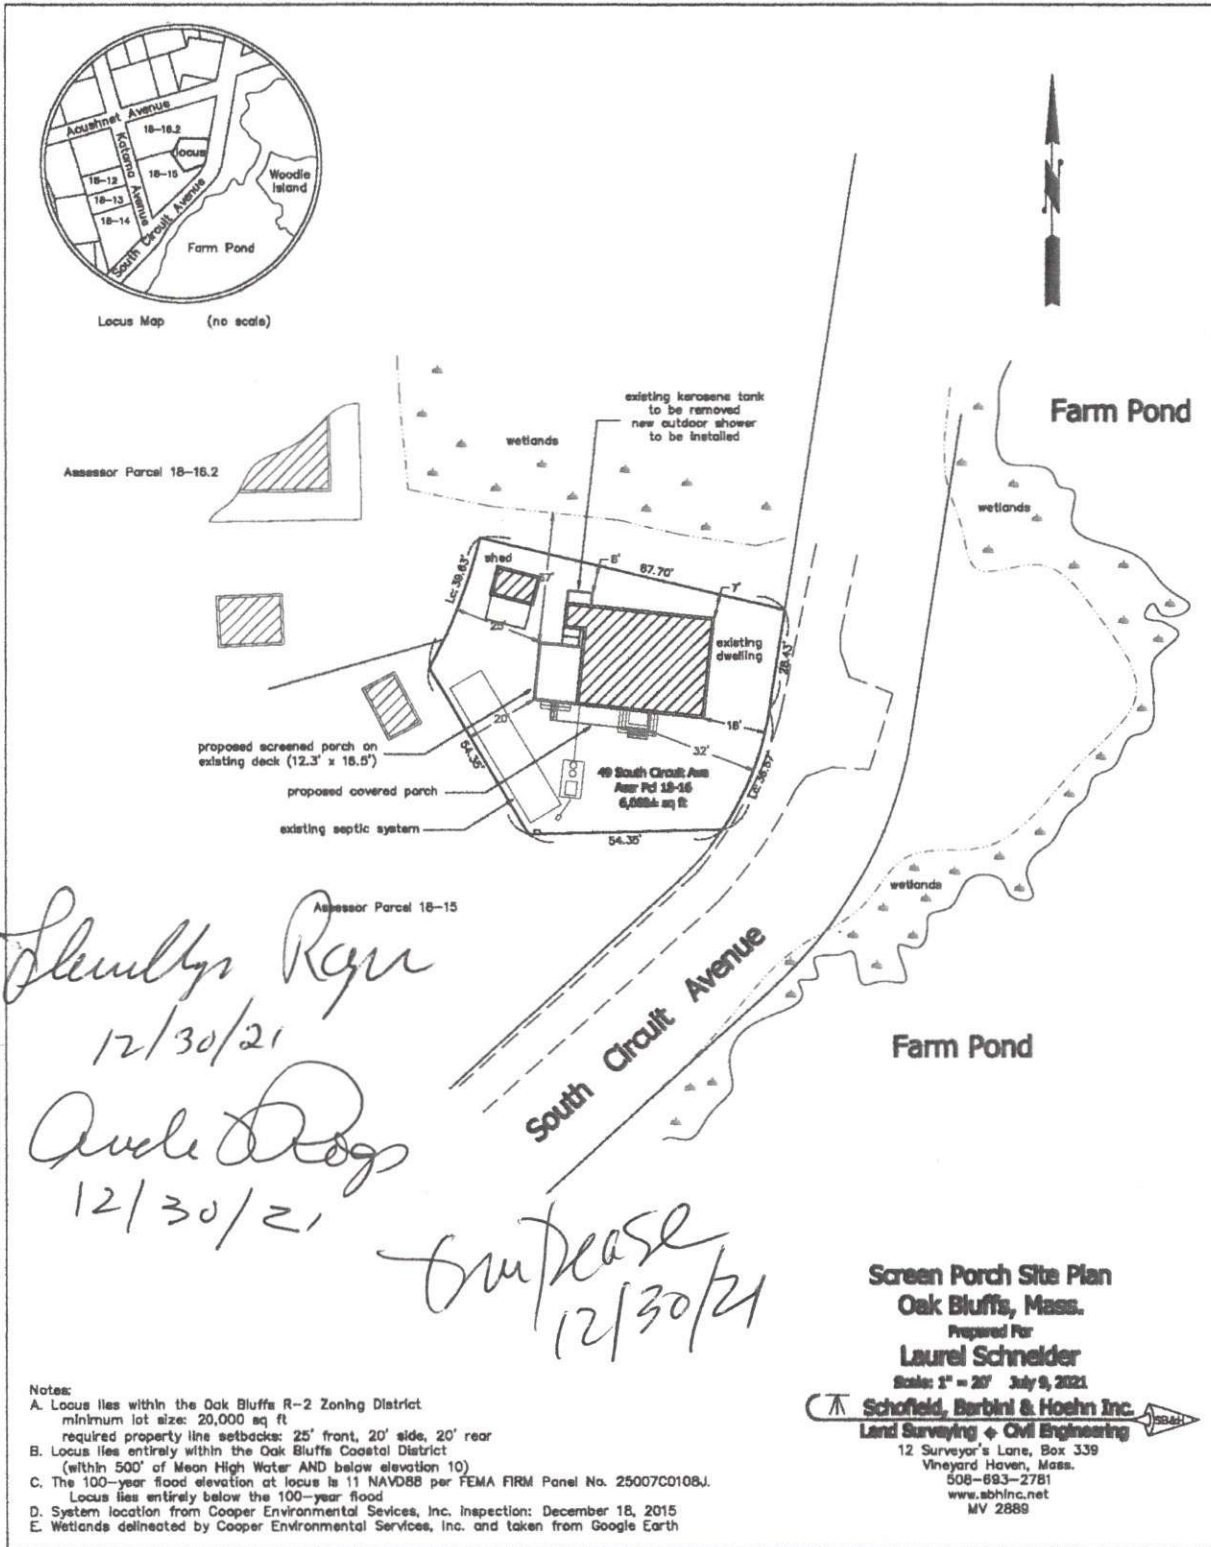 Acushnet Avenue
18-16.2
Katama Avenue
locus
18-15
18-12
18-13
18-14
South Circuit Avenue
Woodie
Island
Farm Pond
Locus Map (no scale)
N
existing kerosene tank
to be removed
new outdoor shower
to be installed
wetlands
Farm Pond
Assessor Parcel 18-16.2
wetlands
shed
8'
67.70'
7'
Lc: 39.63'
existing
dwelling
28.43'
20'
18'
32'
proposed screened porch on
existing deck (12.3' x 18.5')
64.35'
proposed covered porch
49 South Circuit Ave
Assr Pcl 18-16
sq ft
existing septic system
54.35'
wetlands
Assessor Parcel 18-15
12/30/21
South Circuit Avenue
Farm Pond
12/30/21
Pease
12/30/21
Screen Porch Site Plan
Oak Bluffs, Mass.
Prepared For
Laurel Schneider
Scale: 1" = 20' July 9, 2021
Schofield, Barbini & Hoehn Inc.
SB&H
Land Surveying + Civil Engineering
12 Surveyor's Lane, Box 339
Vineyard Haven, Mass.
508-693-2781
www.sbhinc.net
MV 2889
Notes:
A. Locus lies within the Oak Bluffs R-2 Zoning District
minimum lot size: 20,000 sq ft
required property line setbacks: 25' front, 20' side, 20' rear
B. Locus lies entirely within the Oak Bluffs Coastal District
(within 500' of Mean High Water AND below elevation 10)
C. The 100-year flood elevation at locus is 11 NAVD88 per FEMA FIRM Panel No. 25007C0108J.
Locus lies entirely below the 100-year flood
D. System location from Cooper Environmental Sevices, Inc. inspection: December 18, 2015
E. Wetlands delineated by Cooper Environmental Services, Inc. and taken from Google Earth